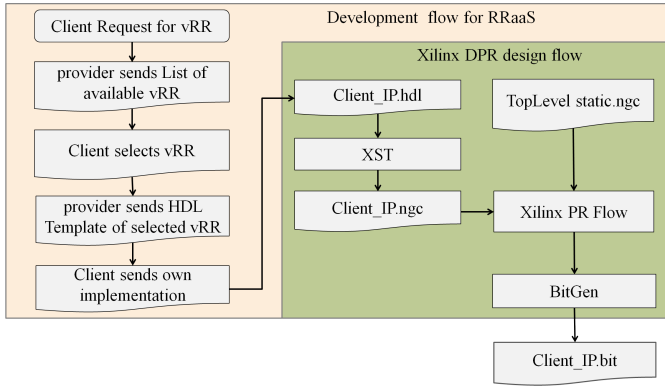 Development flow for RRaaS
Client Request for vRR
provider sends List of
available vRR
Client selects vRR
provider sends HDL
Template of selected vRR
Client sends own
implementation
Xilinx DPR design flow
Client_IP.hdl
XST
Client_IP.ngc
TopLevel static.ngc
Xilinx PR Flow
BitGen
Client_IP.bit